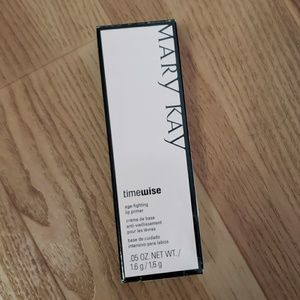 MARY KAY
timewise
age-fighting
lip primer
crème de base
anti-vieillissement
pour les lèvres
base de cuidado
intensivo para labios
.05 OZ. NET WT. /
1.6 g / 1,6 g